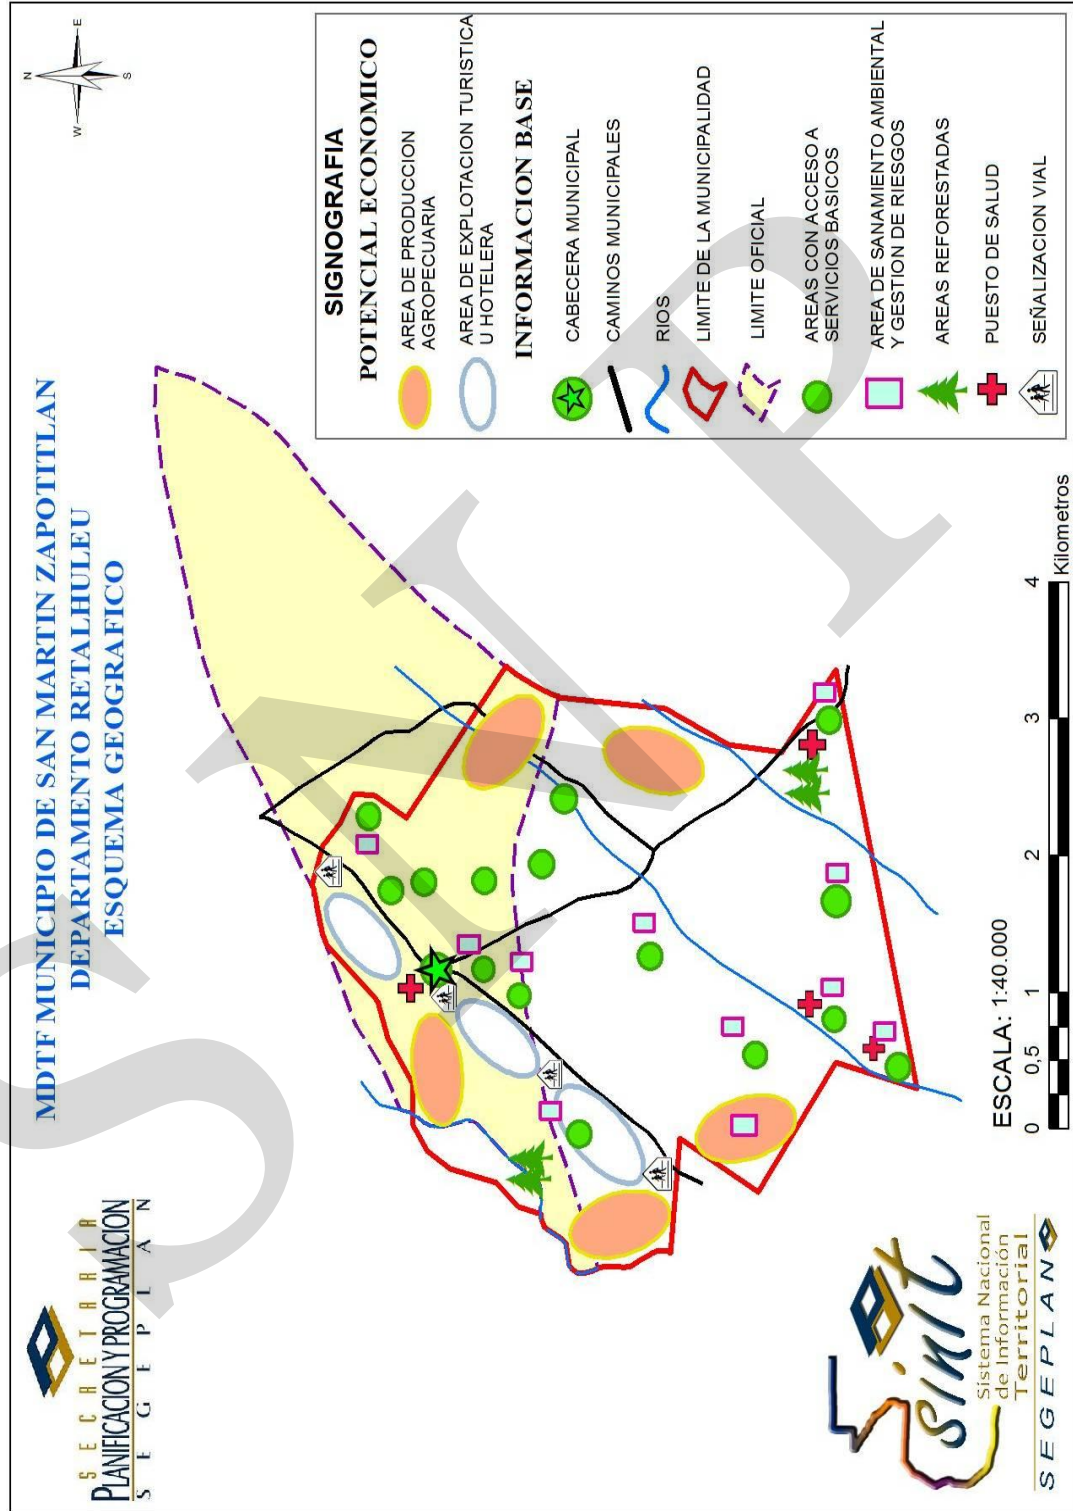 SECRETARIA
PLANIFICACION Y PROGRAMACION
SEGEPLAN
MDTF MUNICIPIO DE SAN MARTIN ZAPOTITLAN
DEPARTAMENTO RETALHULEU
ESQUEMA GEOGRAFICO
N
W
E
S
SIGNOGRAFIA
POTENCIAL ECONOMICO
AREA DE PRODUCCION
AGROPECUARIA
AREA DE EXPLOTACION TURISTICA
U HOTELERA
INFORMACION BASE
CABECERA MUNICIPAL
CAMINOS MUNICIPALES
RIOS
LIMITE DE LA MUNICIPALIDAD
LIMITE OFICIAL
AREAS CON ACCESO A
SERVICIOS BASICOS
AREA DE SANAMIENTO AMBIENTAL
Y GESTION DE RIESGOS
AREAS REFORESTADAS
PUESTO DE SALUD
SEÑALIZACION VIAL
Sinit
Sistema Nacional
de Información
Territorial
SEGEPLAN
ESCALA: 1:40.000
0 0,5 1 2 3 4
Kilometros
SNIP